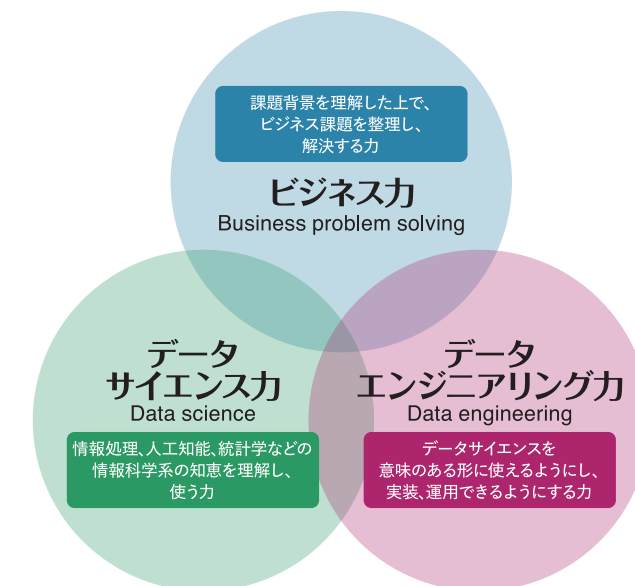 課題背景を理解した上で、
ビジネス課題を整理し、
解決する力
ビジネス力
Business problem solving
データ
サイエンス力
Data science
情報処理、人工知能、統計学などの
情報科学系の知恵を理解し、
使う力
データ
エンジニアリング力
Data engineering
データサイエンスを
意味のある形に使えるようにし、
実装、運用できるようにする力